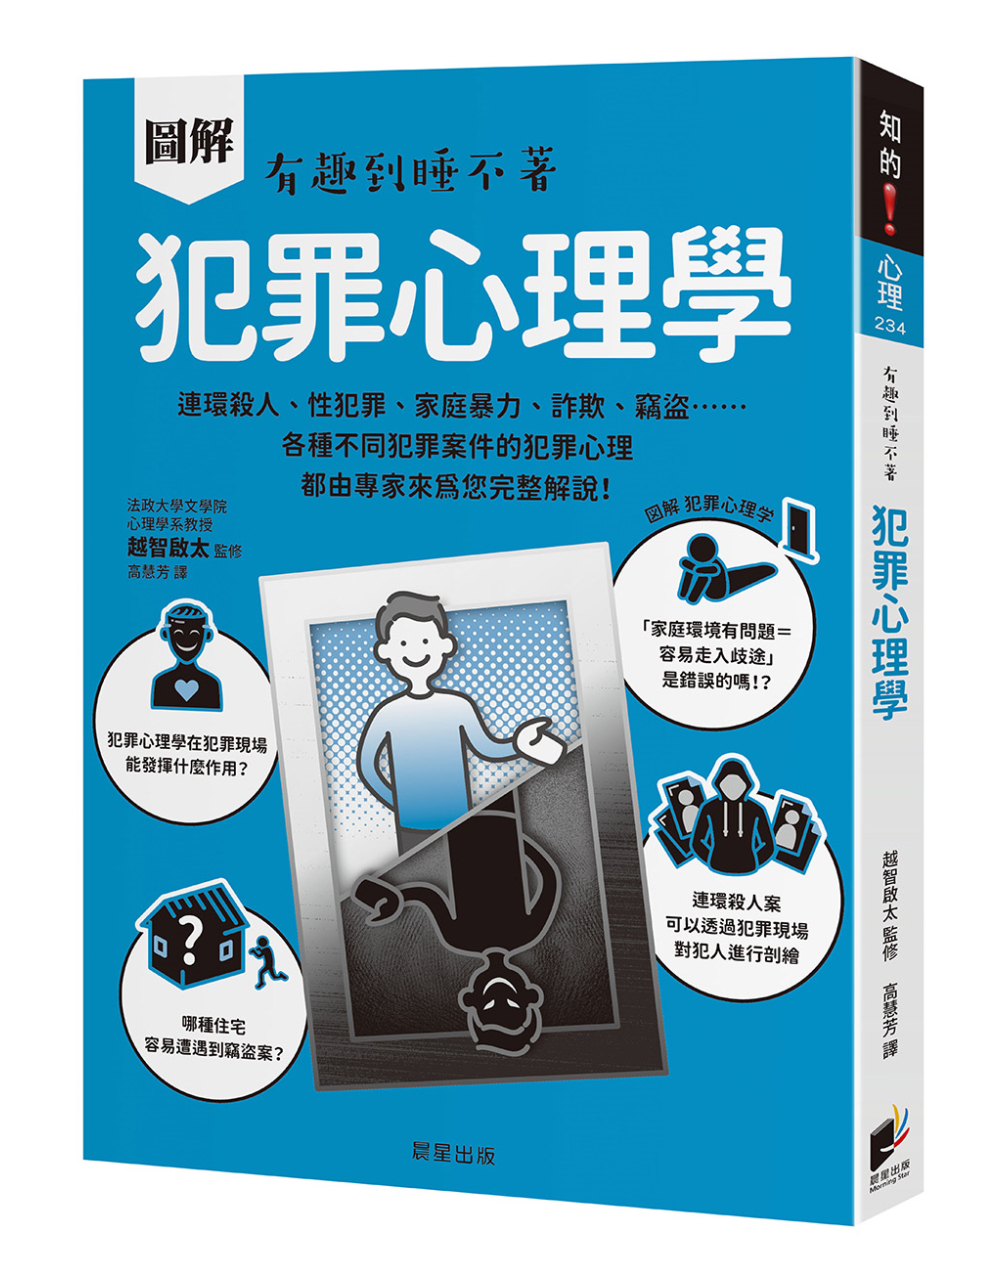 圖解
有趣到睡不著
犯罪心理學
連環殺人、性犯罪、家庭暴力、詐欺、竊盜……
各種不同犯罪案件的犯罪心理
都由專家來為您完整解說！
法政大學文學院
心理學系教授
越智啟太 監修
高慧芳 譯
図解 犯罪心理学
「家庭環境有問題＝
容易走入歧途」
是錯誤的嗎！？
犯罪心理學在犯罪現場
能發揮什麼作用？
連環殺人案
可以透過犯罪現場
對犯人進行剖繪
?
哪種住宅
容易遭遇到竊盜案？
晨星出版
知的！
心理
234
有趣到睡不著
犯罪心理學
越智啟太 監修 高慧芳 譯
晨星出版
Morning Star